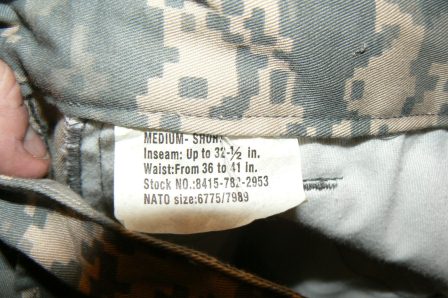 MEDIUM- SHORT
Inseam: Up to 32-½ in.
Waist:From 36 to 41 in.
Stock NO.:8415-782-2953
NATO size:6775/7989